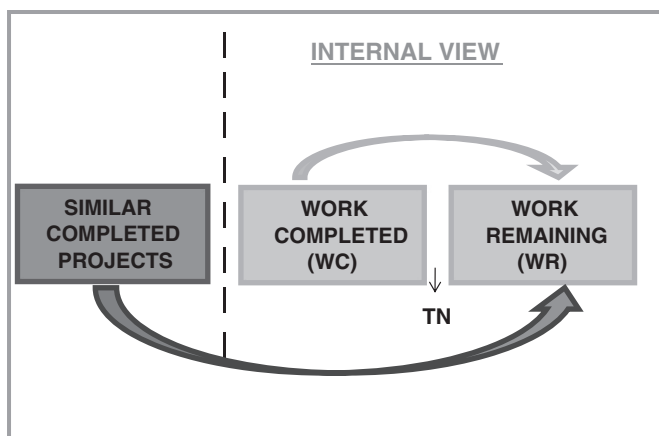 INTERNAL VIEW
SIMILAR
COMPLETED
PROJECTS
WORK
COMPLETED
(WC)
WORK
REMAINING
(WR)
TN